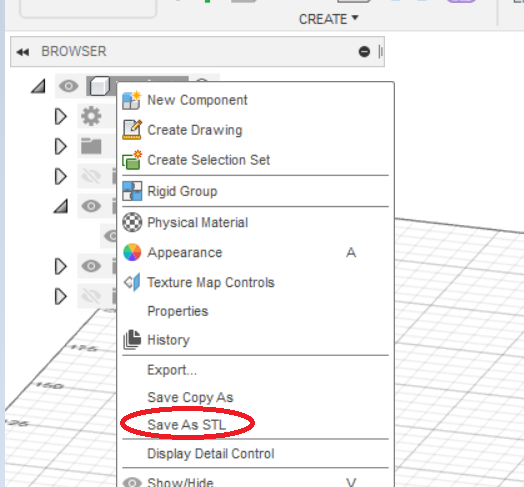 CREATE
BROWSER
New Component
Create Drawing
Create Selection Set
Rigid Group
Physical Material
Appearance A
Texture Map Controls
Properties
History
Export...
Save Copy As
Save As STL
Display Detail Control
Show/Hide V
175
150
125